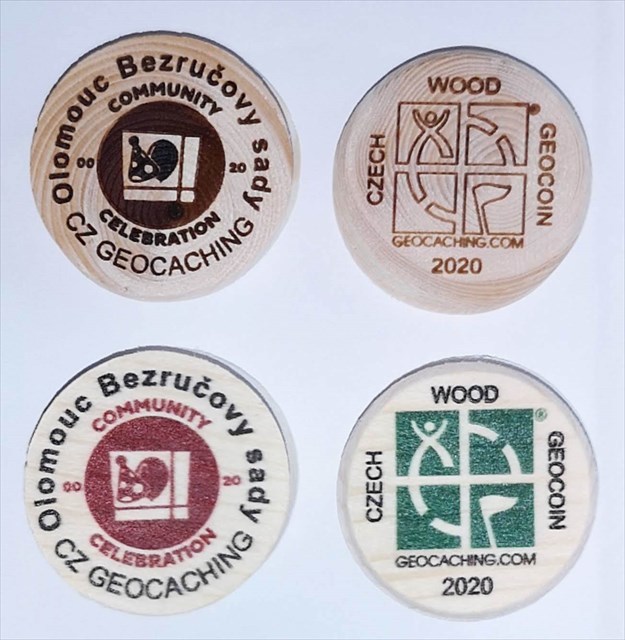 Olomouc Bezručovy sady
COMMUNITY
00 20
CELEBRATION
CZ GEOCACHING
WOOD
CZECH
GEOCOIN
®
GEOCACHING.COM
2020
Olomouc Bezručovy sady
COMMUNITY
00 20
CELEBRATION
CZ GEOCACHING
WOOD
CZECH
GEOCOIN
®
GEOCACHING.COM
2020